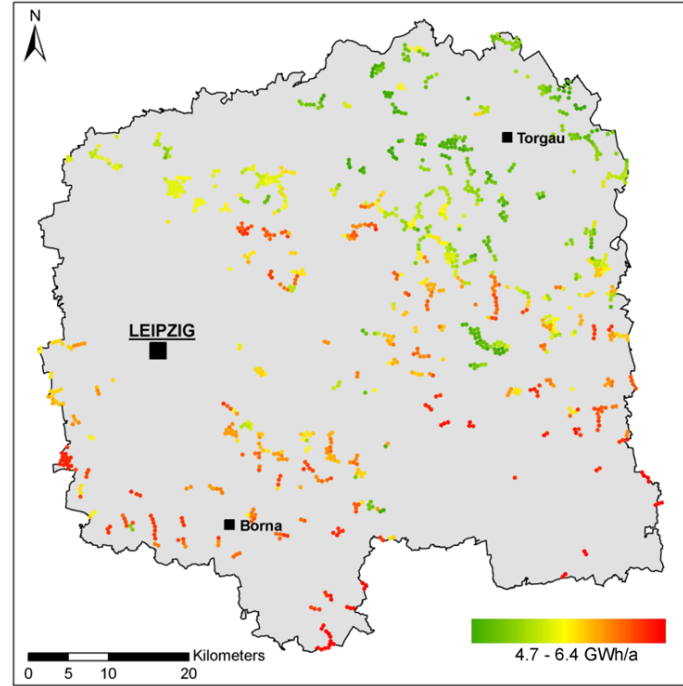 N
Torgau
LEIPZIG
Borna
Kilometers
0 5 10 20
4.7 - 6.4 GWh/a